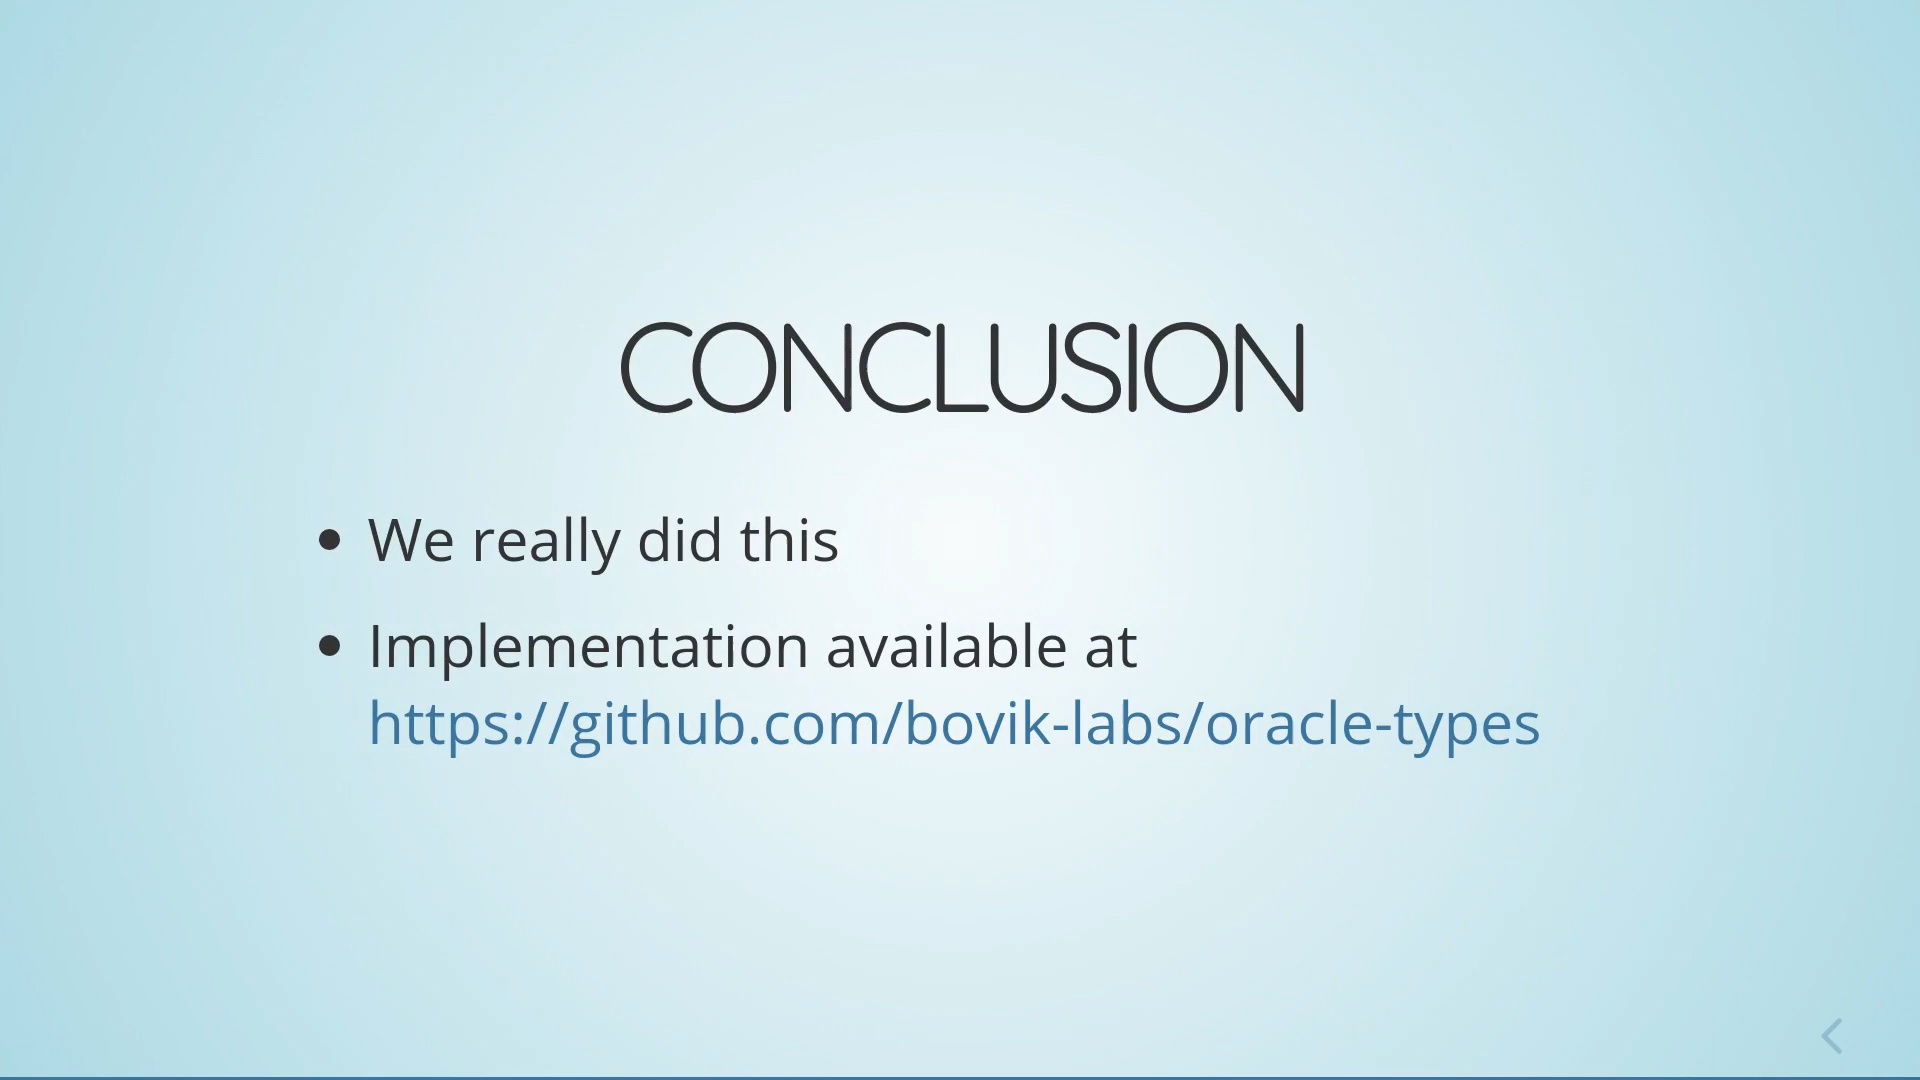 CONCLUSION
We really did this
Implementation available at
https://github.com/bovik-labs/oracle-types